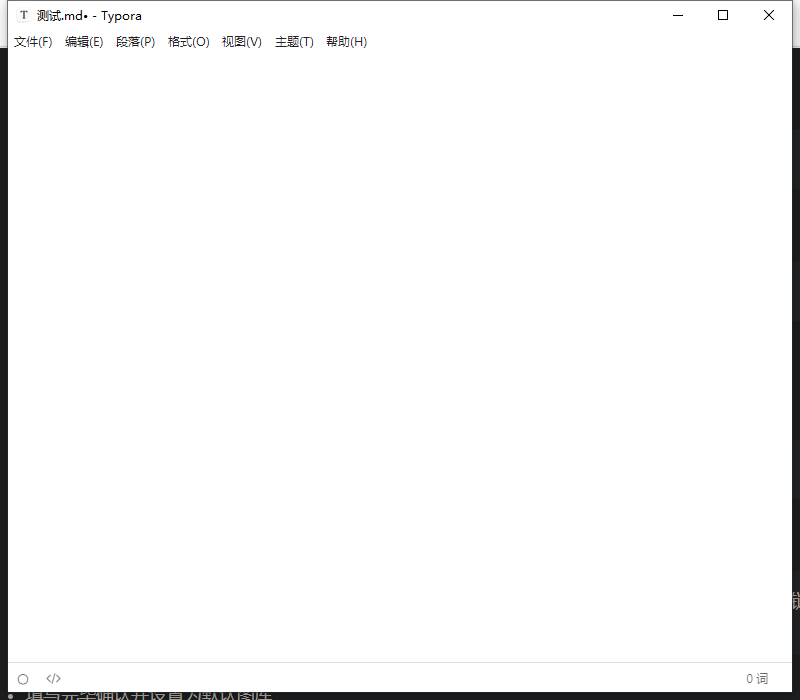 T 测试.md• - Typora
文件(F) 编辑(E) 段落(P) 格式(O) 视图(V) 主题(T) 帮助(H)
</> 0 词